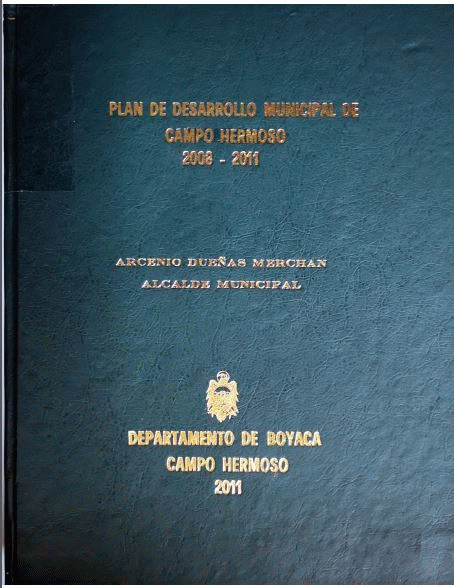 PLAN DE DESARROLLO MUNICIPAL DE
CAMPO HERMOSO
2008 - 2011
ARCENIO DUEÑAS MERCHAN
ALCALDE MUNICIPAL
DEPARTAMENTO DE BOYACA
CAMPO HERMOSO
2011